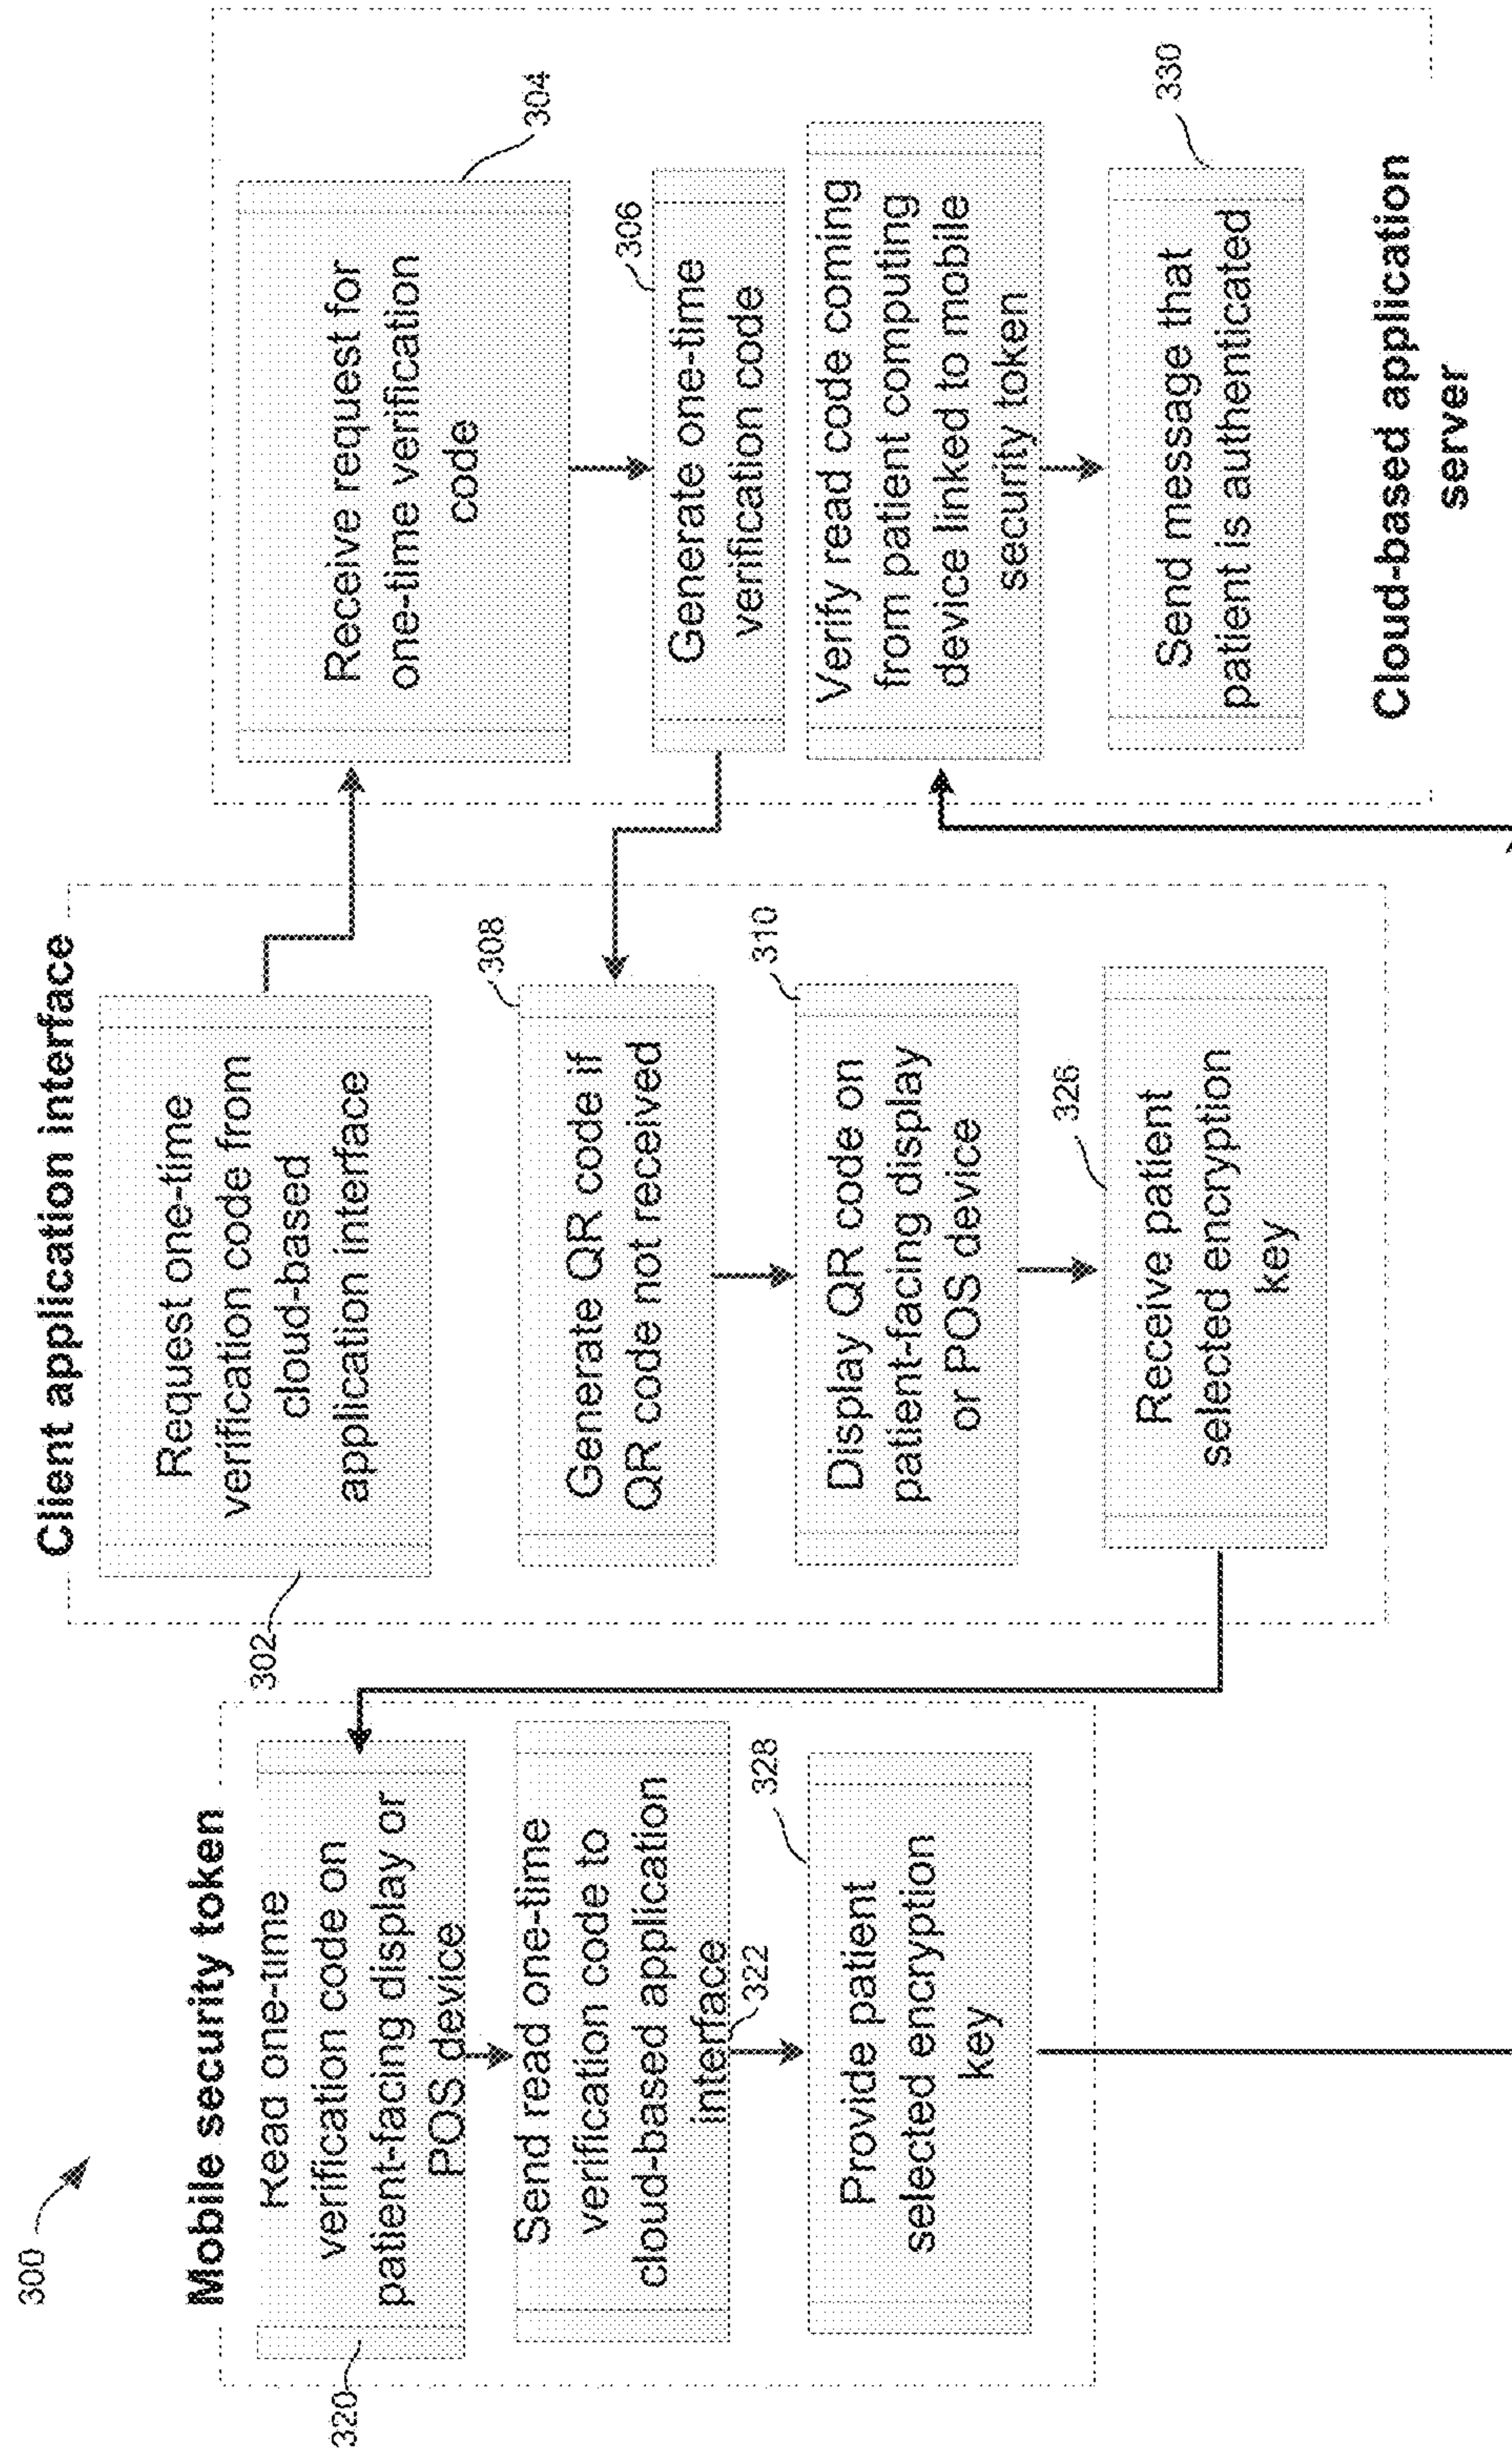 300
Mobile security token
320
Read one-time
verification code on
patient-facing display or
POS device
Send read one-time
verification code to
cloud-based application
interface
322
328
Provide patient
selected encryption
key
Client application interface
302
Request one-time
verification code from
cloud-based
application interface
308
Generate QR code if
QR code not received
310
Display QR code on
patient-facing display
or POS device
326
Receive patient
selected encryption
key
304
Receive request for
one-time verification
code
306
Generate one-time
verification code
Verify read code coming
from patient computing
device linked to mobile
security token
330
Send message that
patient is authenticated
Cloud-based application
server